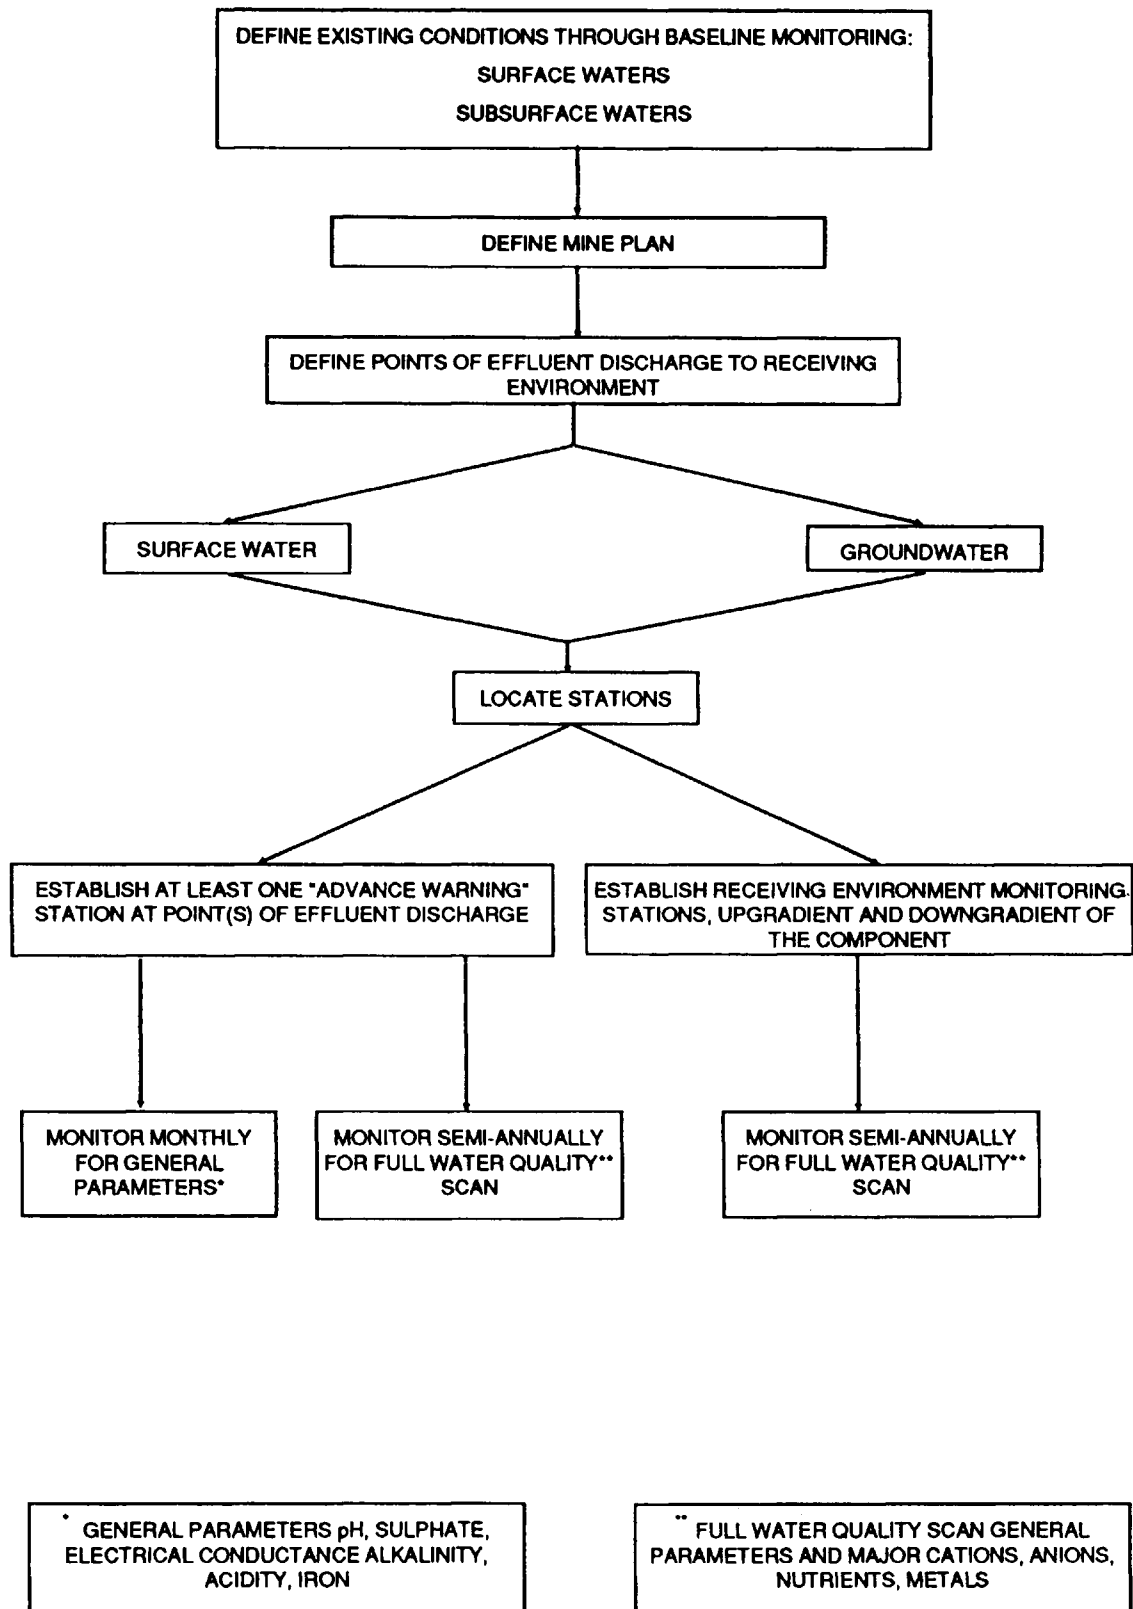 DEFINE EXISTING CONDITIONS THROUGH BASELINE MONITORING:
SURFACE WATERS
SUBSURFACE WATERS
DEFINE MINE PLAN
DEFINE POINTS OF EFFLUENT DISCHARGE TO RECEIVING
ENVIRONMENT
SURFACE WATER
GROUNDWATER
LOCATE STATIONS
ESTABLISH AT LEAST ONE "ADVANCE WARNING"
STATION AT POINT(S) OF EFFLUENT DISCHARGE
ESTABLISH RECEIVING ENVIRONMENT MONITORING
STATIONS, UPGRADIENT AND DOWNGRADIENT OF
THE COMPONENT
MONITOR MONTHLY
FOR GENERAL
PARAMETERS*
MONITOR SEMI-ANNUALLY
FOR FULL WATER QUALITY**
SCAN
MONITOR SEMI-ANNUALLY
FOR FULL WATER QUALITY**
SCAN
* GENERAL PARAMETERS pH, SULPHATE,
ELECTRICAL CONDUCTANCE ALKALINITY,
ACIDITY, IRON
** FULL WATER QUALITY SCAN GENERAL
PARAMETERS AND MAJOR CATIONS, ANIONS,
NUTRIENTS, METALS